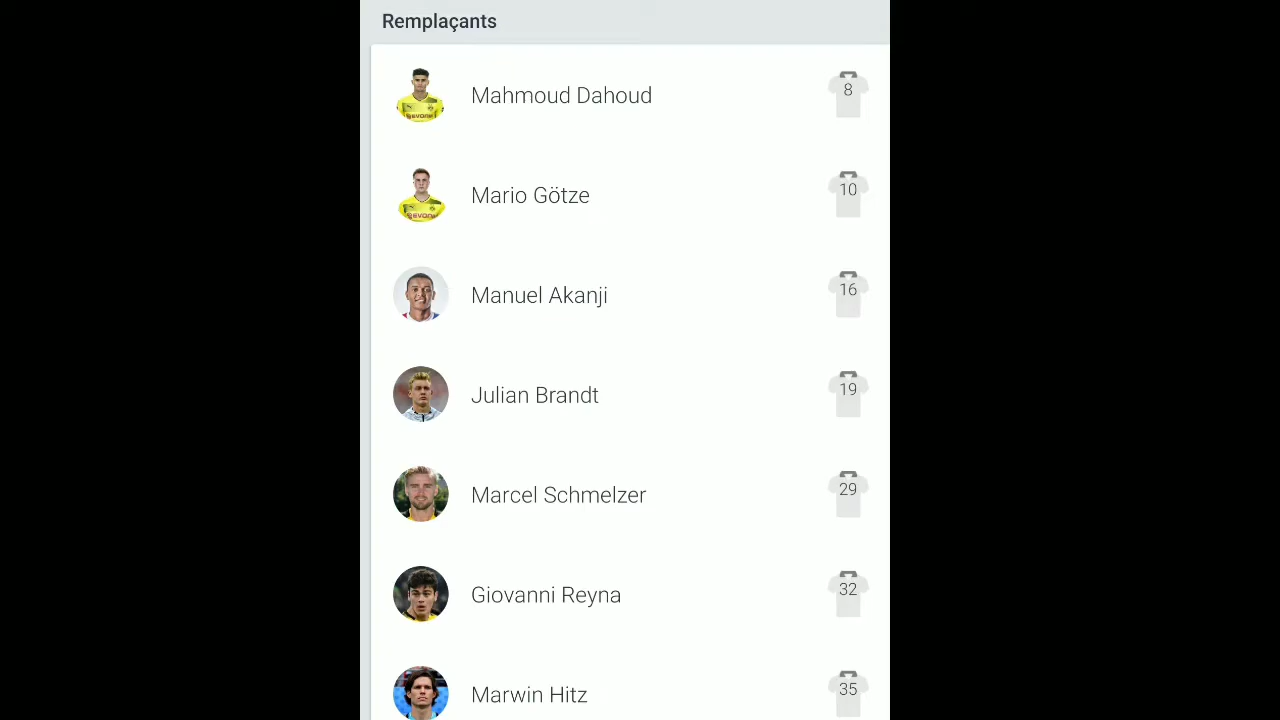 Remplaçants
Mahmoud Dahoud 8
Mario Götze 10
Manuel Akanji 16
Julian Brandt 19
Marcel Schmelzer 29
Giovanni Reyna 32
Marwin Hitz 35